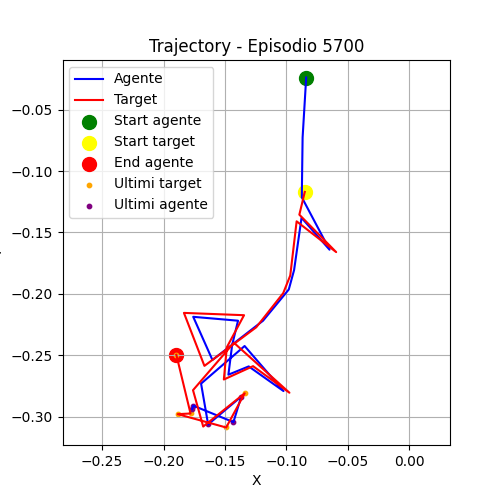 Trajectory - Episodio 5700
Agente
Target
Start agente
Start target
End agente
Ultimi target
Ultimi agente
−0.05
−0.10
−0.15
−0.20
−0.25
−0.30
−0.25 −0.20 −0.15 −0.10 −0.05 0.00
X